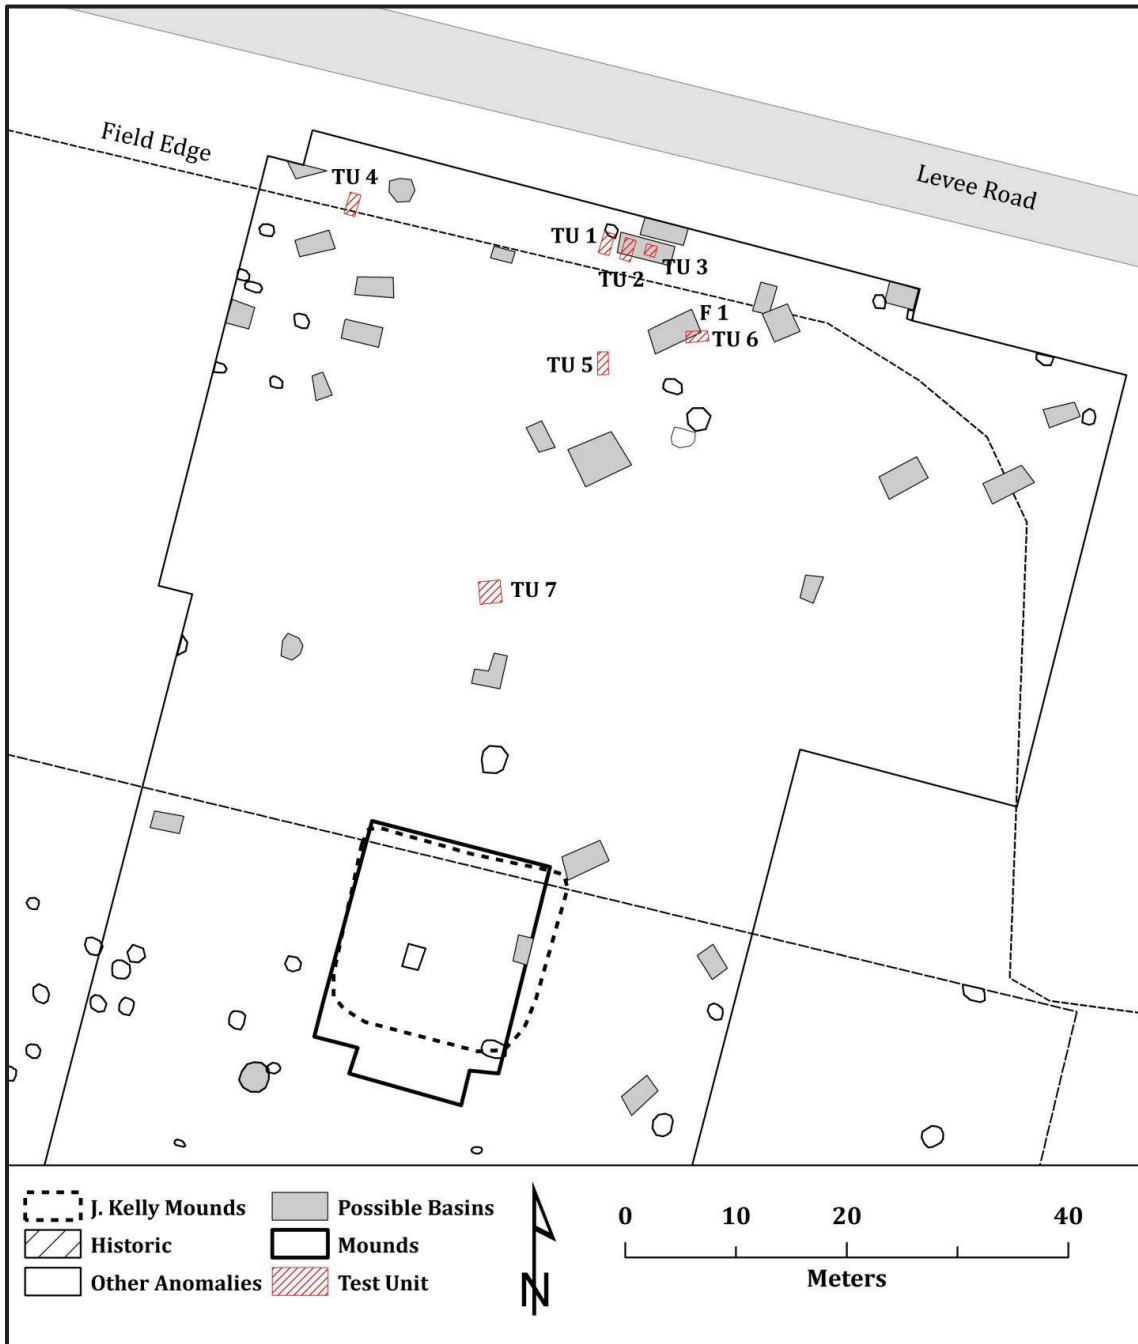 Levee Road
Field Edge
TU 4
TU 1
TU 3
TU 2
F 1
TU 6
TU 5
TU 7
J. Kelly Mounds
Possible Basins
Historic
Mounds
Other Anomalies
Test Unit
N
0 10 20 40
Meters